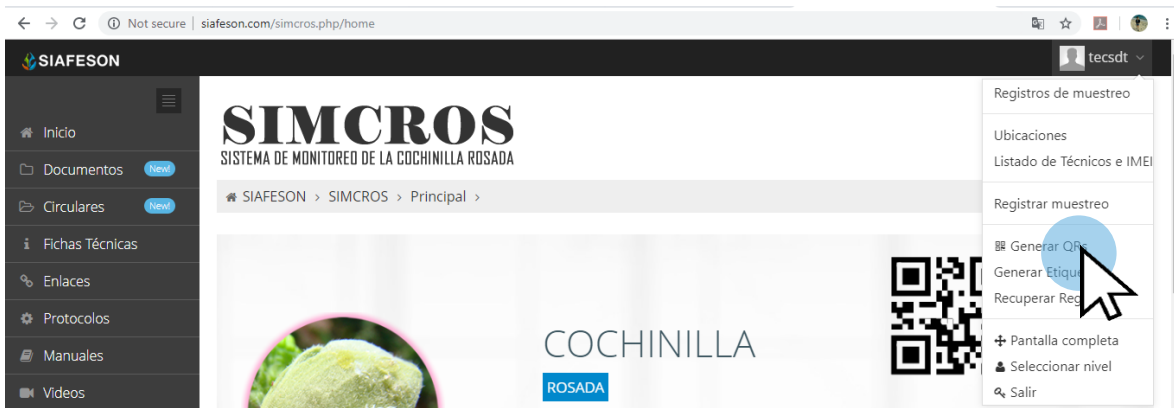 Not secure | siafeson.com/simcros.php/home
SIAFESON
tecsdt
Inicio
Documentos New!
Circulares New!
Fichas Técnicas
Enlaces
Protocolos
Manuales
Videos
SIMCROS
SISTEMA DE MONITOREO DE LA COCHINILLA ROSADA
SIAFESON > SIMCROS > Principal >
COCHINILLA
ROSADA
Registros de muestreo
Ubicaciones
Listado de Técnicos e IMEI
Registrar muestreo
Generar QRs
Generar
Recuperar
Pantalla completa
Seleccionar nivel
Salir